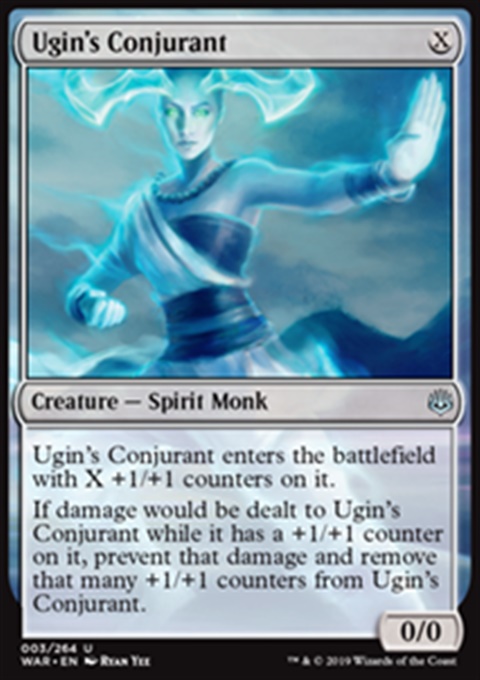 Ugin's Conjurant X
Creature — Spirit Monk
Ugin's Conjurant enters the battlefield
with X +1/+1 counters on it.
If damage would be dealt to Ugin's
Conjurant while it has a +1/+1 counter
on it, prevent that damage and remove
that many +1/+1 counters from Ugin's
Conjurant.
0/0
003/264 U
WAR • EN Ryan Yee ™ & © 2019 Wizards of the Coast